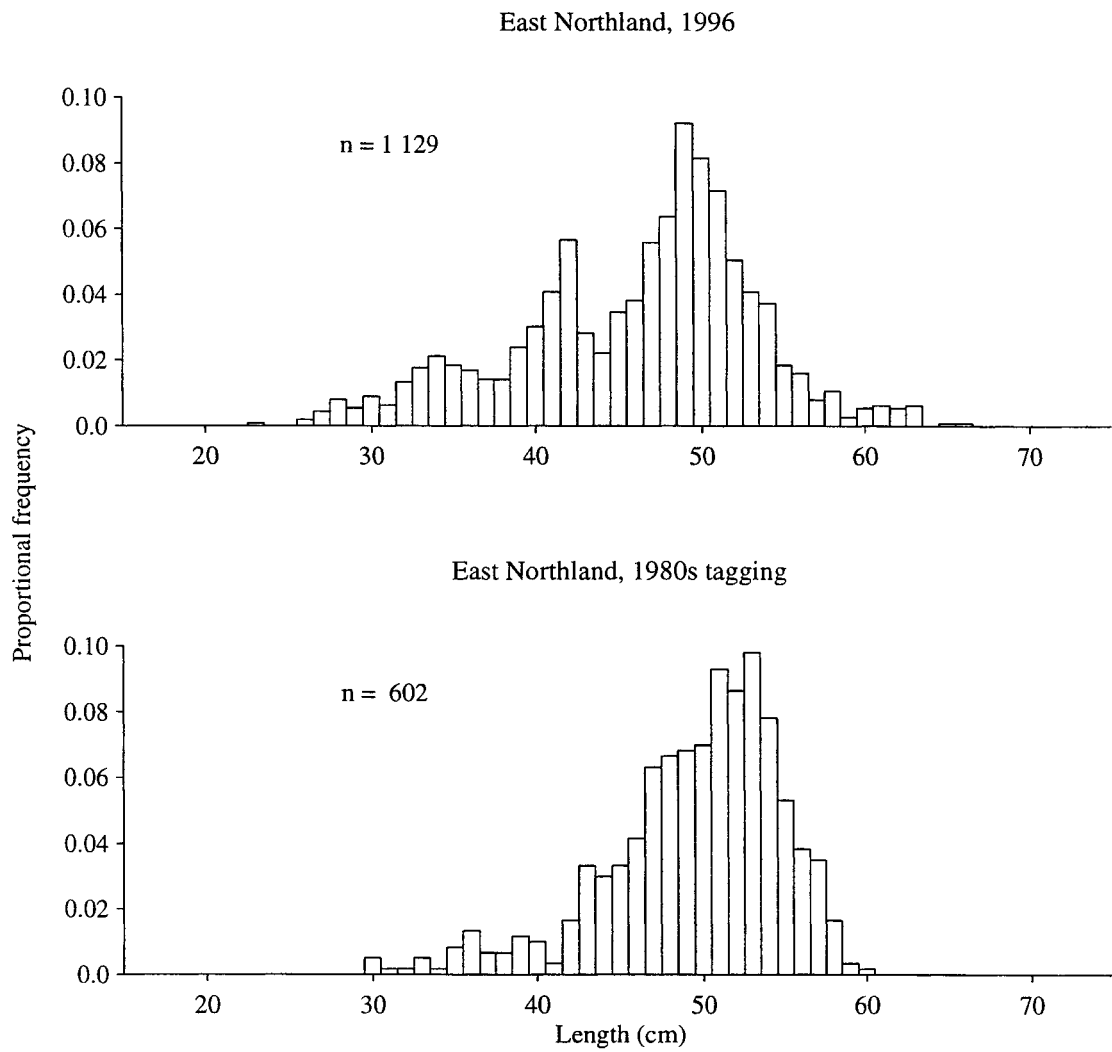 East Northland, 1996
0.10
0.08
0.06
0.04
0.02
0.0
n = 1 129
20 30 40 50 60 70
Proportional frequency
East Northland, 1980s tagging
0.10
0.08
0.06
0.04
0.02
0.0
n = 602
20 30 40 50 60 70
Length (cm)